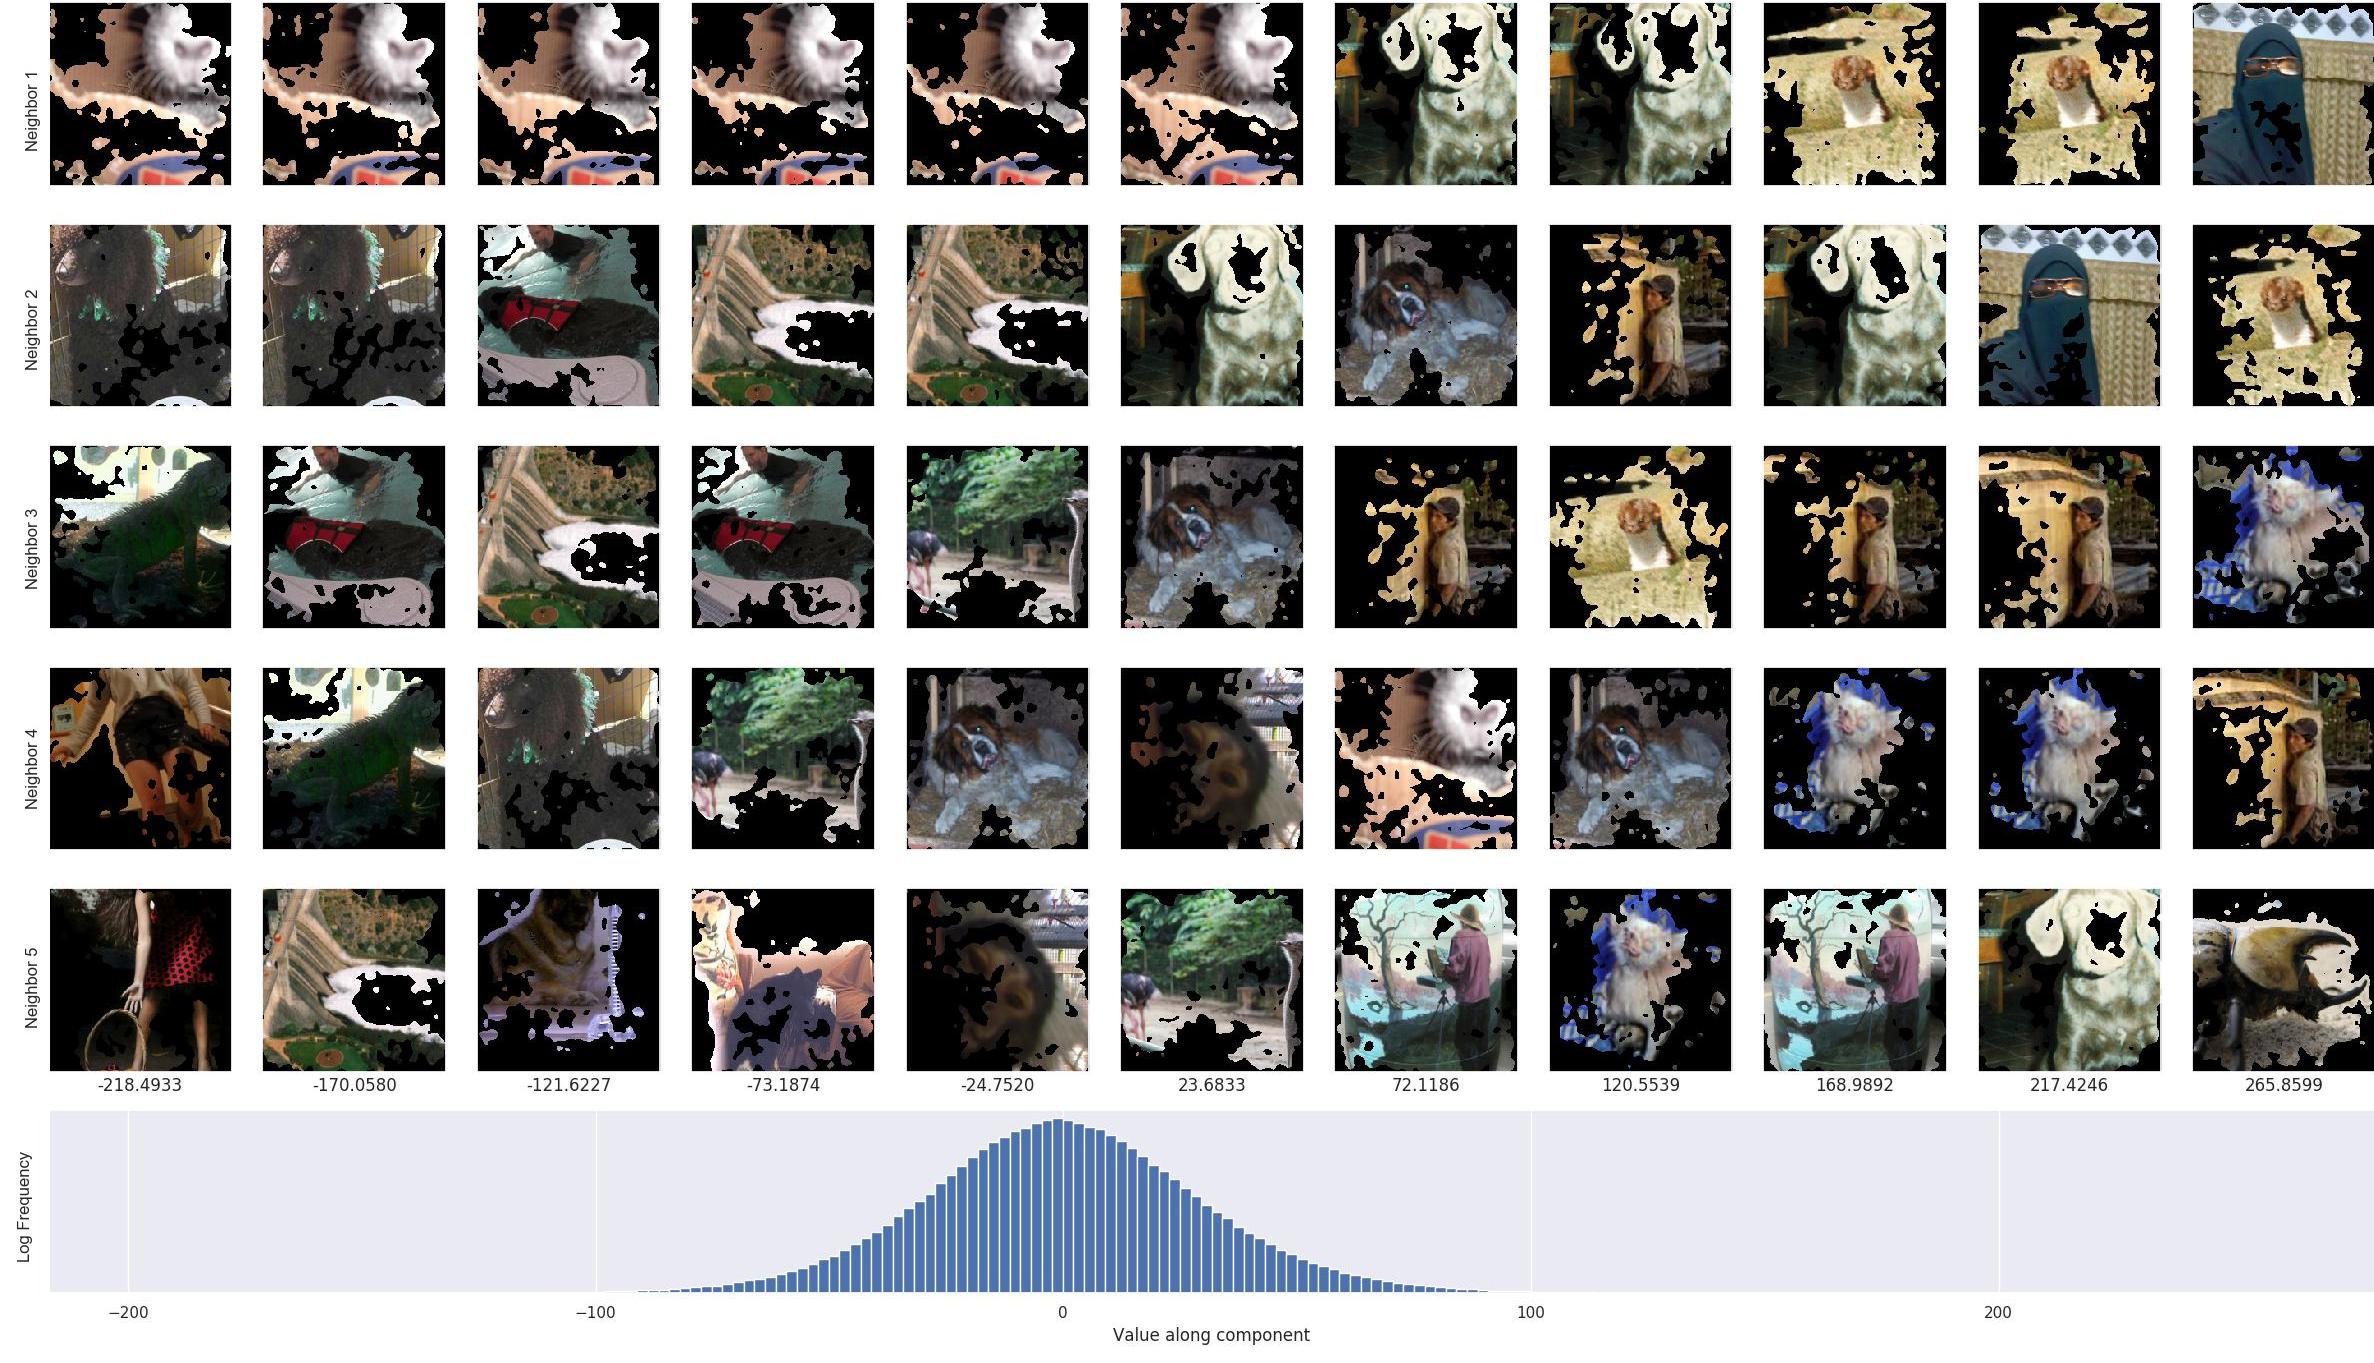 Neighbor 1
Neighbor 2
Neighbor 3
Neighbor 4
Neighbor 5
-218.4933 -170.0580 -121.6227 -73.1874 -24.7520 23.6833 72.1186 120.5539 168.9892 217.4246 265.8599
Log Frequency
−200 −100 0 100 200
Value along component